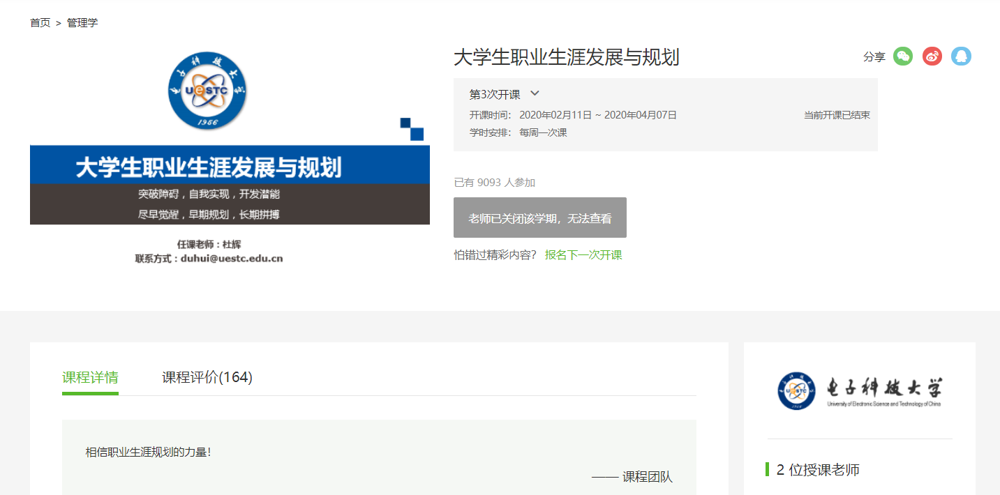 首页 > 管理学
电子科技大
UESTC
1956
大学生职业生涯发展与规划
突破障碍，自我实现，开发潜能
尽早觉醒，早期规划，长期拼搏
任课老师：杜辉
联系方式：duhui@uestc.edu.cn
大学生职业生涯发展与规划
分享
第3次开课
开课时间： 2020年02月11日 ~ 2020年04月07日
当前开课已结束
学时安排： 每周一次课
已有 9093 人参加
老师已关闭该学期，无法查看
怕错过精彩内容？ 报名下一次开课
课程详情 课程评价(164)
相信职业生涯规划的力量！
—— 课程团队
UESTC
电子科技大学
University of Electronic Science and Technology of China
2 位授课老师